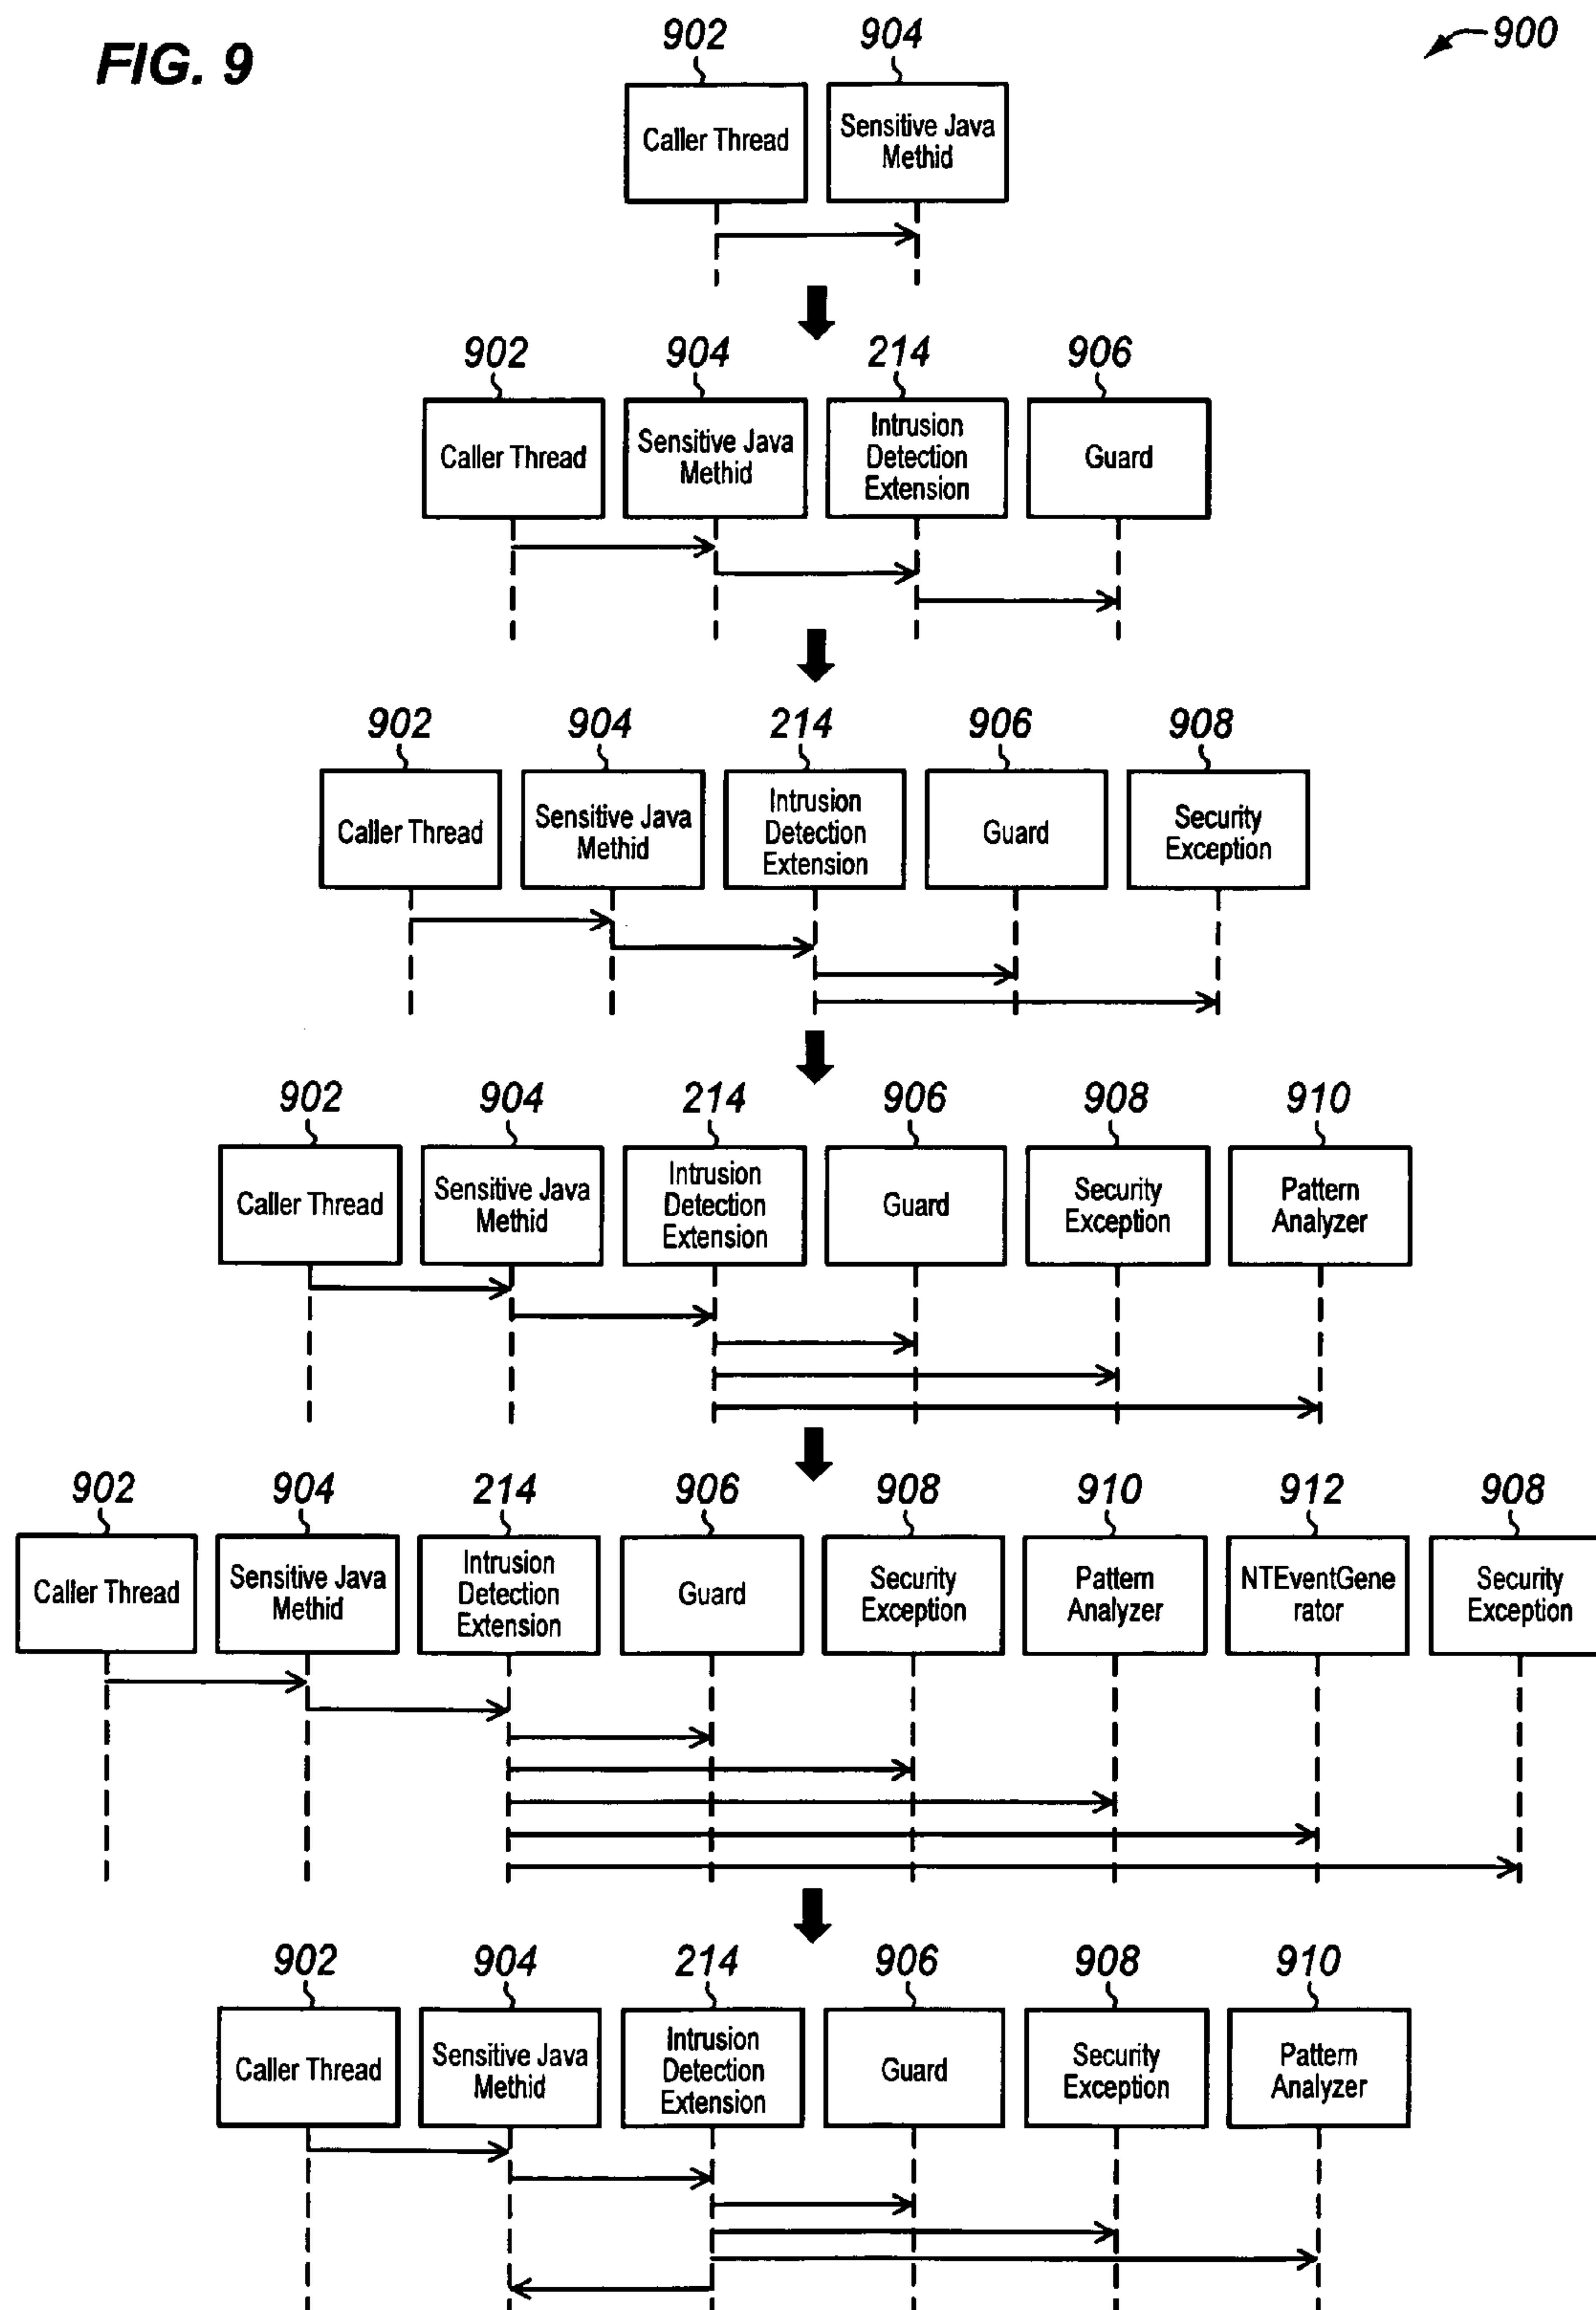 FIG. 9
902 904 900
Caller Thread
Sensitive Java
Methid
902 904 214 906
Caller Thread
Sensitive Java
Methid
Intrusion
Detection
Extension
Guard
902 904 214 906 908
Caller Thread
Sensitive Java
Methid
Intrusion
Detection
Extension
Guard
Security
Exception
902 904 214 906 908 910
Caller Thread
Sensitive Java
Methid
Intrusion
Detection
Extension
Guard
Security
Exception
Pattern
Analyzer
902 904 214 906 908 910 912 908
Caller Thread
Sensitive Java
Methid
Intrusion
Detection
Extension
Guard
Security
Exception
Pattern
Analyzer
NTEventGene
rator
Security
Exception
902 904 214 906 908 910
Caller Thread
Sensitive Java
Methid
Intrusion
Detection
Extension
Guard
Security
Exception
Pattern
Analyzer